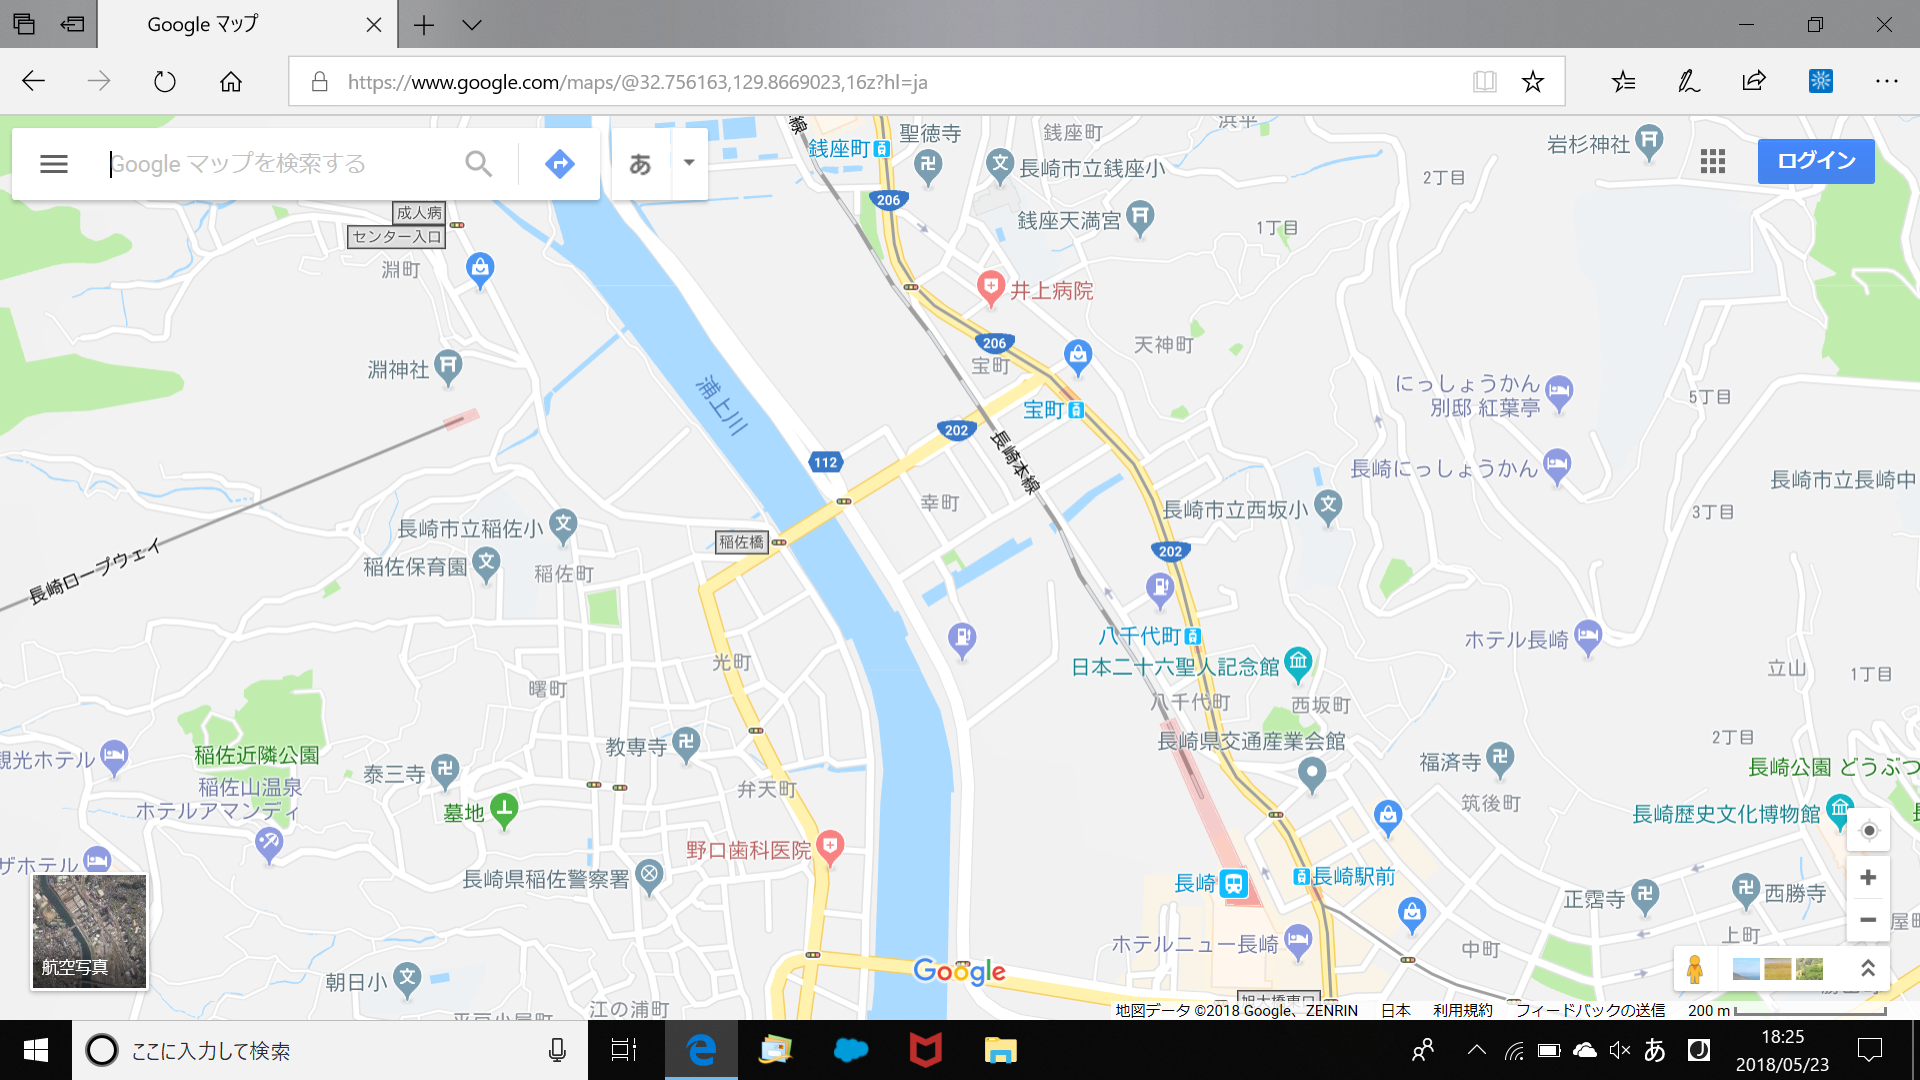 Google マップ
https://www.google.com/maps/@32.756163,129.8669023,16z?hl=ja
Google マップを検索する
あ
ログイン
成人病
センター入口
淵町
淵神社
浦上川
銭座町
聖徳寺
銭座町
浜平
長崎市立銭座小
岩杉神社
2丁目
206
銭座天満宮
1丁目
井上病院
206
宝町
天神町
宝町
にっしょうかん
別邸 紅葉亭
5丁目
202
112
長崎本線
長崎にっしょうかん
長崎市立長崎中
幸町
長崎市立西坂小
3丁目
長崎市立稲佐小
稲佐橋
202
稲佐保育園
稲佐町
長崎ロープウェイ
八千代町
ホテル長崎
日本二十六聖人記念館
光町
立山
1丁目
曙町
八千代町
西坂町
教専寺
長崎県交通産業会館
2丁目
観光ホテル
稲佐近隣公園
泰三寺
福済寺
長崎公園 どうぶつ
稲佐山温泉
ホテルアマンディ
弁天町
筑後町
墓地
長崎歴史文化博物館
野口歯科医院
ザホテル
長崎県稲佐警察署
長崎
長崎駅前
正霑寺
西勝寺
ホテルニュー長崎
中町
上町
航空写真
朝日小
江の浦町
Google
地図データ ©2018 Google、ZENRIN
日本
利用規約
フィードバックの送信
200 m
ここに入力して検索
あ
18:25
2018/05/23